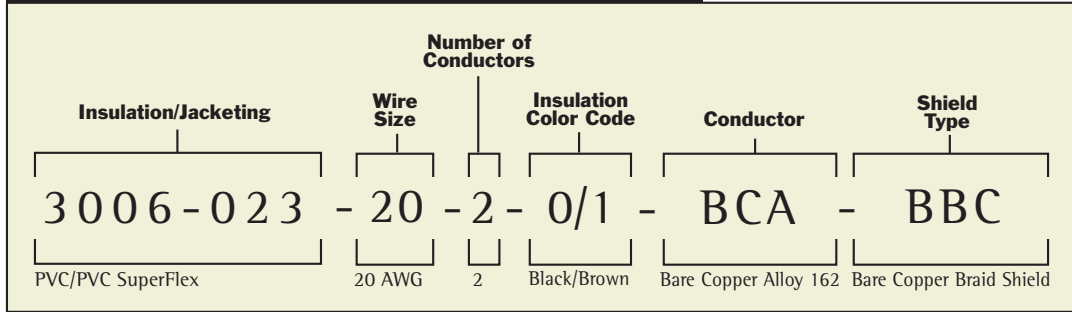 Number of
Conductors
Insulation/Jacketing
Wire
Size
Insulation
Color Code
Conductor
Shield
Type
3006-023 - 20 - 2 - 0/1 - BCA - BBC
PVC/PVC SuperFlex 20 AWG 2 Black/Brown Bare Copper Alloy 162 Bare Copper Braid Shield